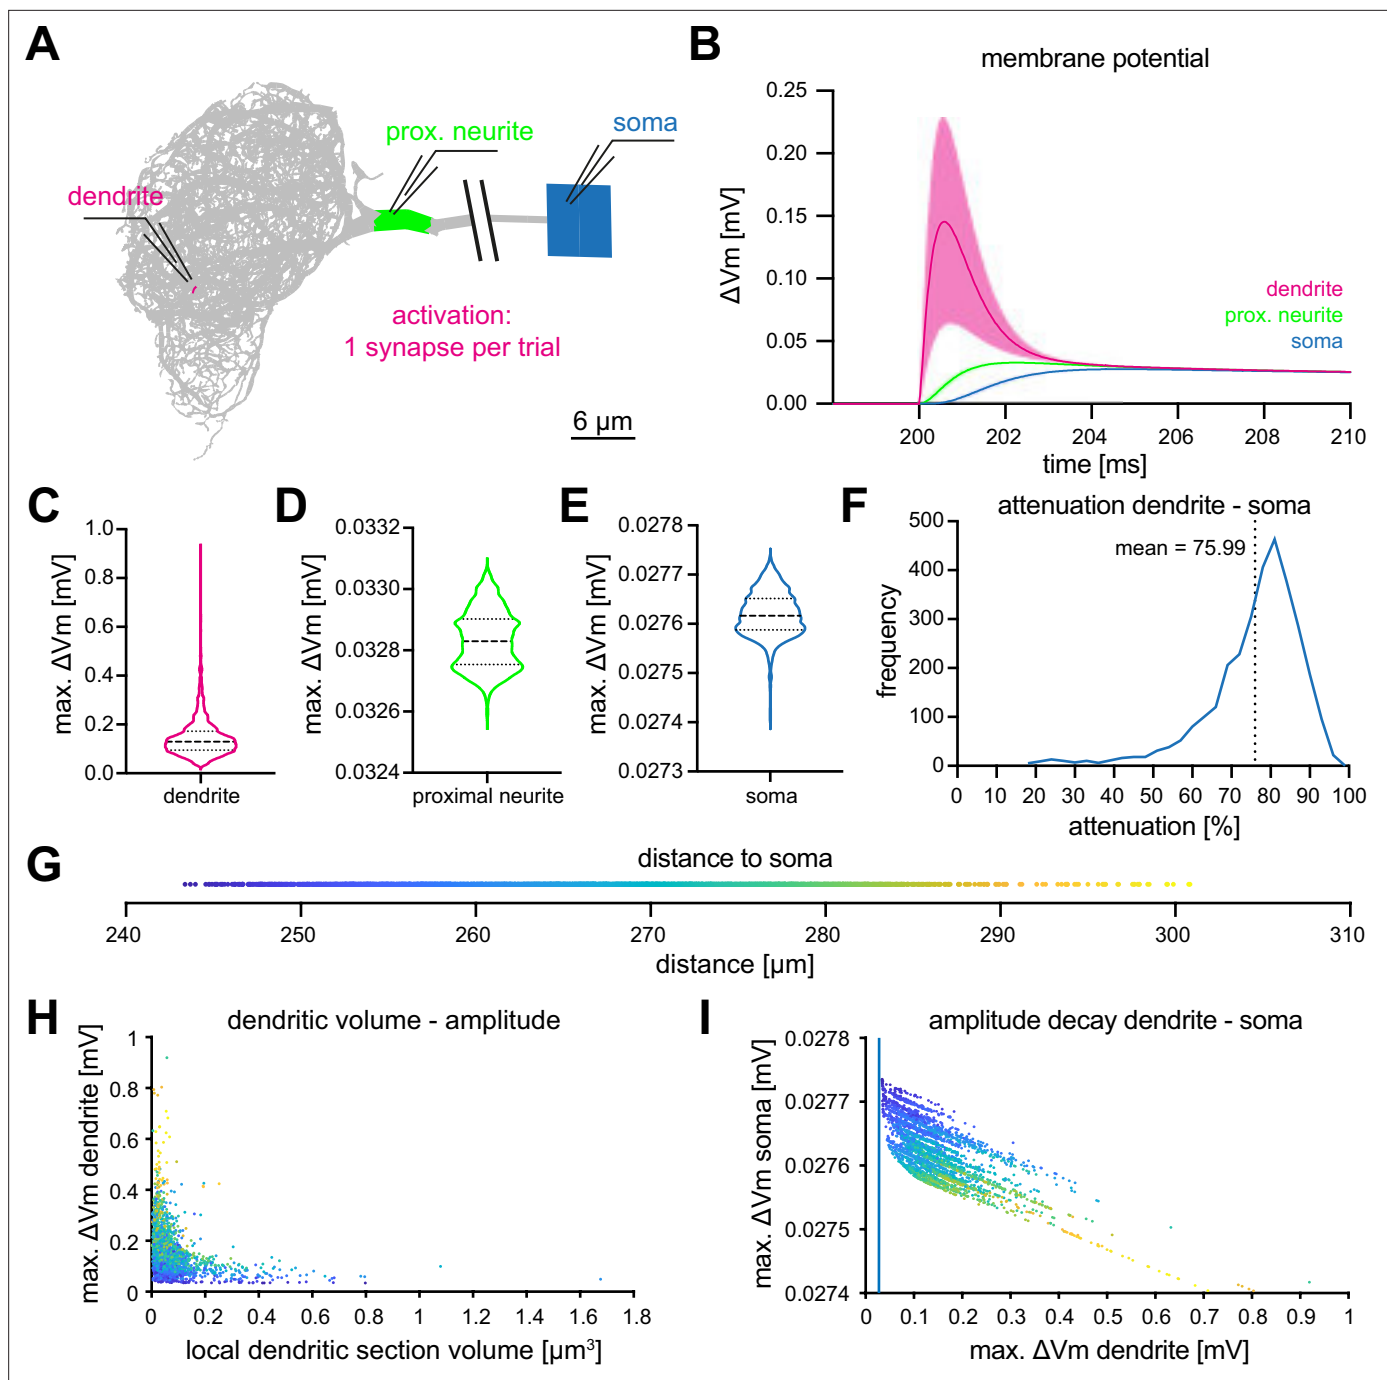 A
prox. neurite
soma
dendrite
activation:
1 synapse per trial
6 µm
B
membrane potential
0.25
0.20
0.15
0.10
0.05
0.00
ΔVm [mV]
dendrite
prox. neurite
soma
200
202
204
206
208
210
time [ms]
C
1.0
0.8
0.6
0.4
0.2
0.0
max. ΔVm [mV]
dendrite
D
0.0332
0.0330
0.0328
0.0326
0.0324
max. ΔVm [mV]
proximal neurite
E
0.0278
0.0277
0.0276
0.0275
0.0274
0.0273
max. ΔVm [mV]
soma
F
attenuation dendrite - soma
mean = 75.99
500
400
300
200
100
0
frequency
0 10 20 30 40 50 60 70 80 90 100
attenuation [%]
G
distance to soma
240 250 260 270 280 290 300 310
distance [µm]
H
dendritic volume - amplitude
1
0.8
0.6
0.4
0.2
0
max. ΔVm dendrite [mV]
0 0.2 0.4 0.6 0.8 1 1.2 1.4 1.6 1.8
local dendritic section volume [µm³]
I
amplitude decay dendrite - soma
0.0278
0.0277
0.0276
0.0275
0.0274
max. ΔVm soma [mV]
0 0.1 0.2 0.3 0.4 0.5 0.6 0.7 0.8 0.9 1
max. ΔVm dendrite [mV]